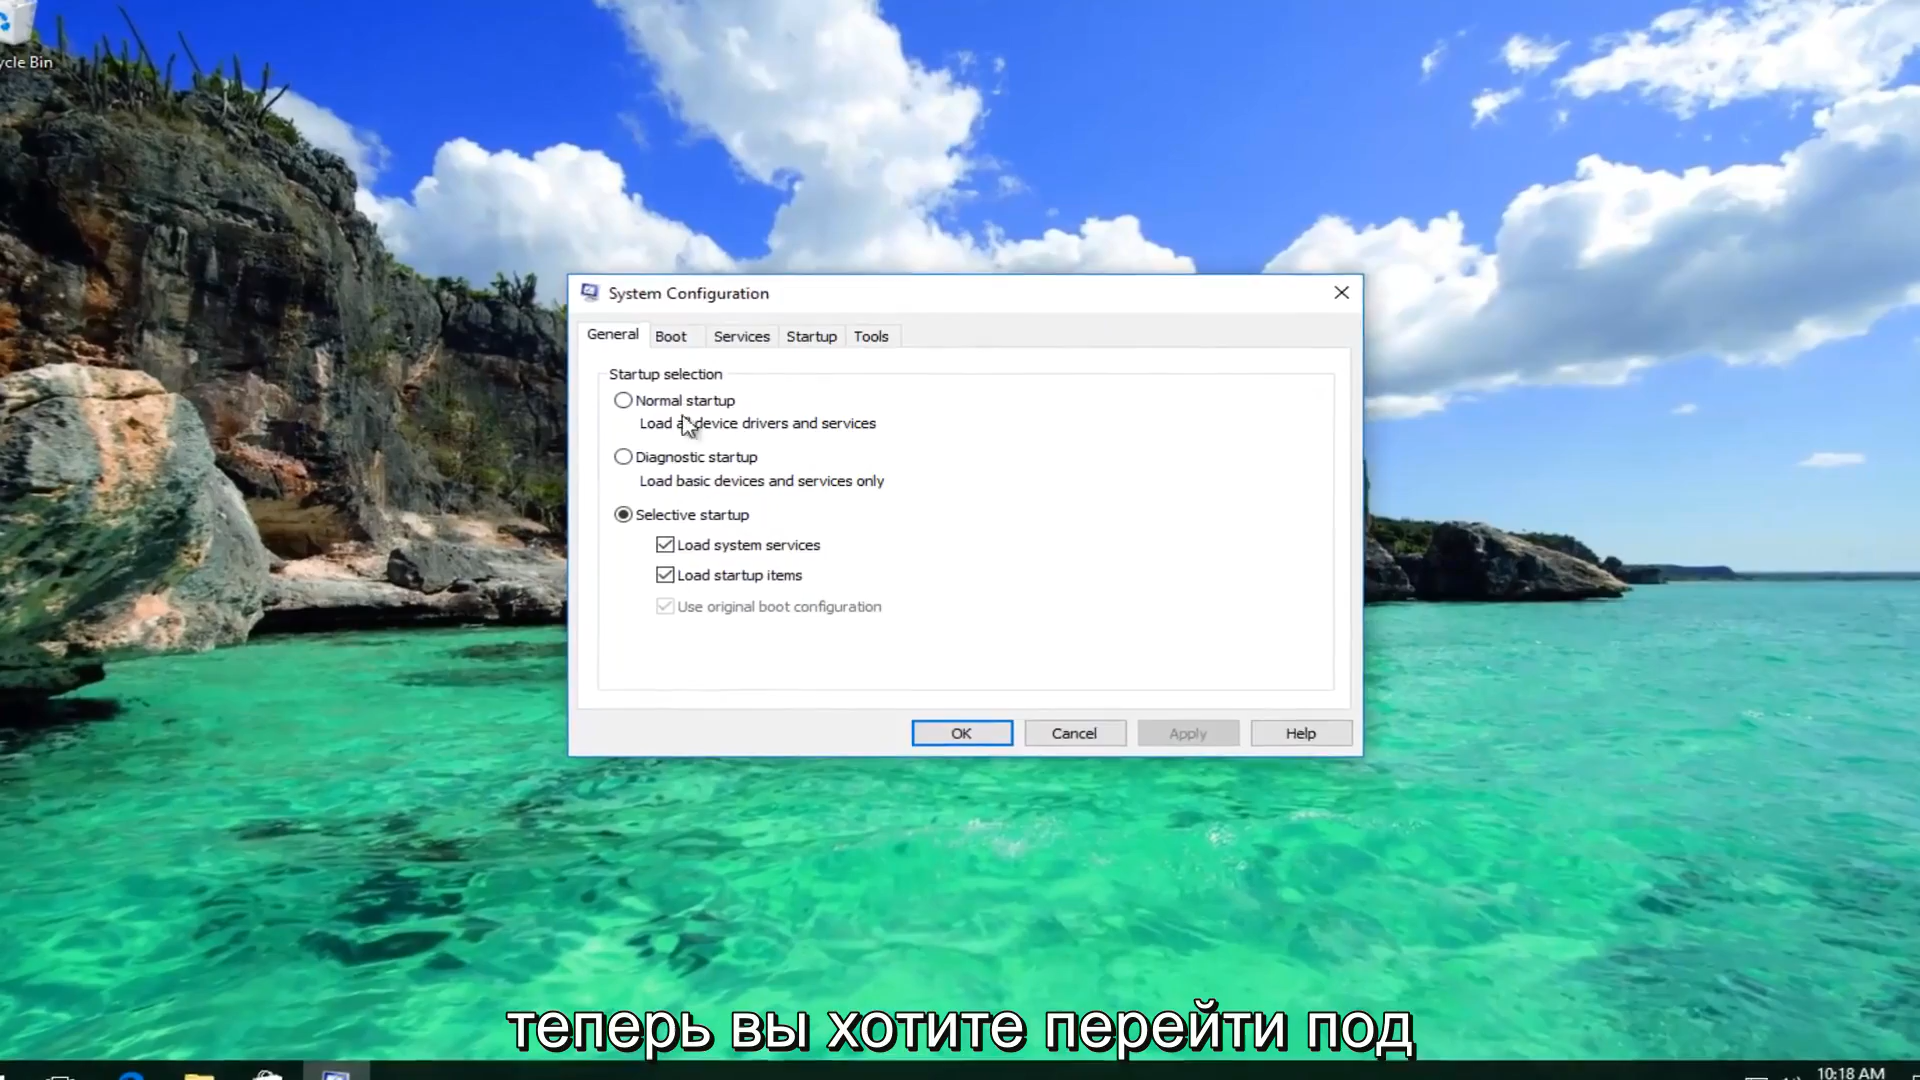 ycle Bin
System Configuration
General Boot Services Startup Tools
Startup selection
Normal startup
Load a device drivers and services
Diagnostic startup
Load basic devices and services only
Selective startup
Load system services
Load startup items
Use original boot configuration
OK Cancel Apply Help
теперь вы хотите перейти под
10:18 AM